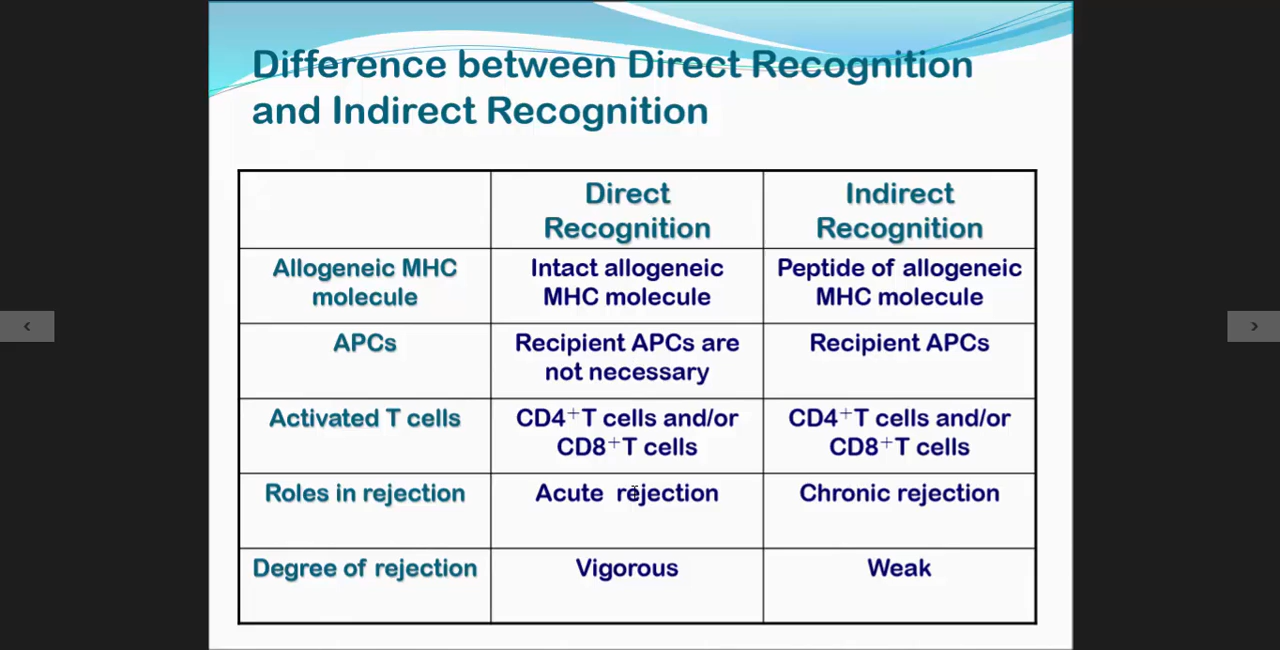 Difference between Direct Recognition
and Indirect Recognition
Direct
Recognition
Indirect
Recognition
Allogeneic MHC
molecule
Intact allogeneic
MHC molecule
Peptide of allogeneic
MHC molecule
APCs
Recipient APCs are
not necessary
Recipient APCs
Activated T cells
CD4+T cells and/or
CD8+T cells
CD4+T cells and/or
CD8+T cells
Roles in rejection
Acute rejection
Chronic rejection
Degree of rejection
Vigorous
Weak